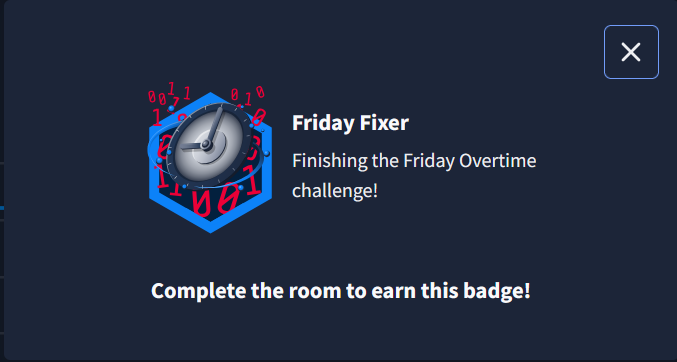 Friday Fixer
Finishing the Friday Overtime
challenge!
Complete the room to earn this badge!